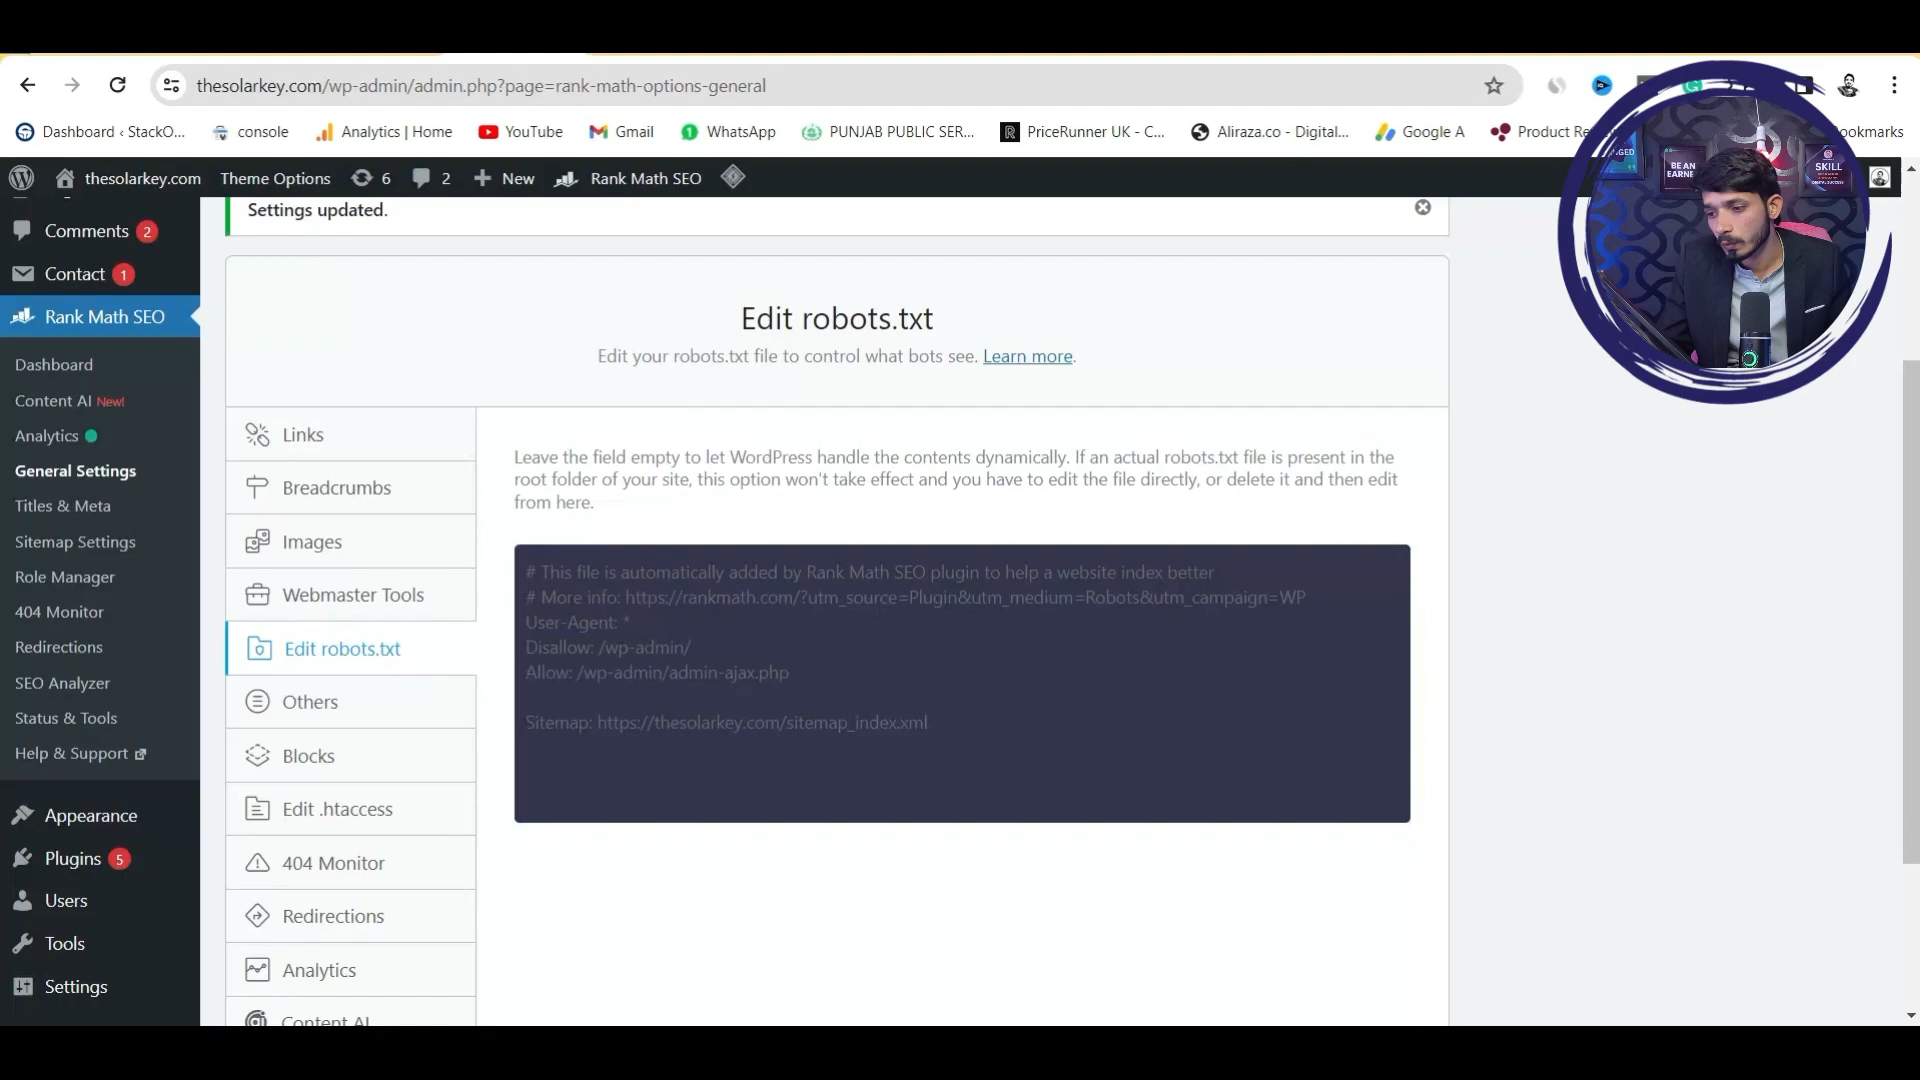 thesolarkey.com/wp-admin/admin.php?page=rank-math-options-general
Dashboard ‹ StackO...
console
Analytics | Home
YouTube
Gmail
WhatsApp
PUNJAB PUBLIC SER...
PriceRunner UK - C...
Aliraza.co - Digital...
Google A
Product Re
ookmarks
thesolarkey.com
Theme Options
6
2
New
Rank Math SEO
BE AN
EARNE
SKILL
Comments 2
Contact 1
Rank Math SEO
Dashboard
Content AI New!
Analytics
General Settings
Titles & Meta
Sitemap Settings
Role Manager
404 Monitor
Redirections
SEO Analyzer
Status & Tools
Help & Support
Appearance
Plugins 5
Users
Tools
Settings
Settings updated.
Edit robots.txt
Edit your robots.txt file to control what bots see. Learn more.
Links
Breadcrumbs
Images
Webmaster Tools
Edit robots.txt
Others
Blocks
Edit .htaccess
404 Monitor
Redirections
Analytics
Content AI
Leave the field empty to let WordPress handle the contents dynamically. If an actual robots.txt file is present in the
root folder of your site, this option won't take effect and you have to edit the file directly, or delete it and then edit
from here.
# This file is automatically added by Rank Math SEO plugin to help a website index better
# More info: https://rankmath.com/?utm_source=Plugin&utm_medium=Robots&utm_campaign=WP
User-Agent: *
Disallow: /wp-admin/
Allow: /wp-admin/admin-ajax.php
Sitemap: https://thesolarkey.com/sitemap_index.xml